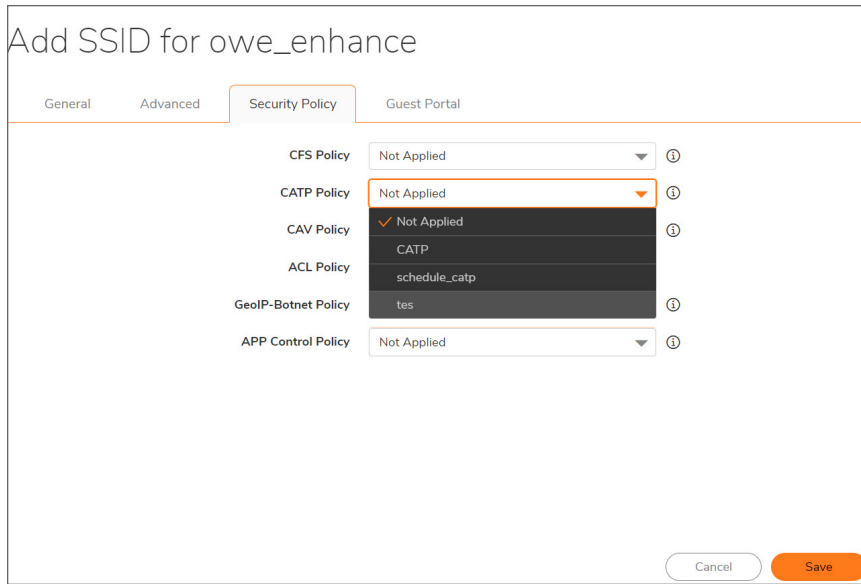 Add SSID for owe_enhance
General Advanced Security Policy Guest Portal
CFS Policy Not Applied
CATP Policy Not Applied
Not Applied
CAV Policy
CATP
ACL Policy
schedule_catp
GeoIP-Botnet Policy tes
APP Control Policy Not Applied
Cancel Save